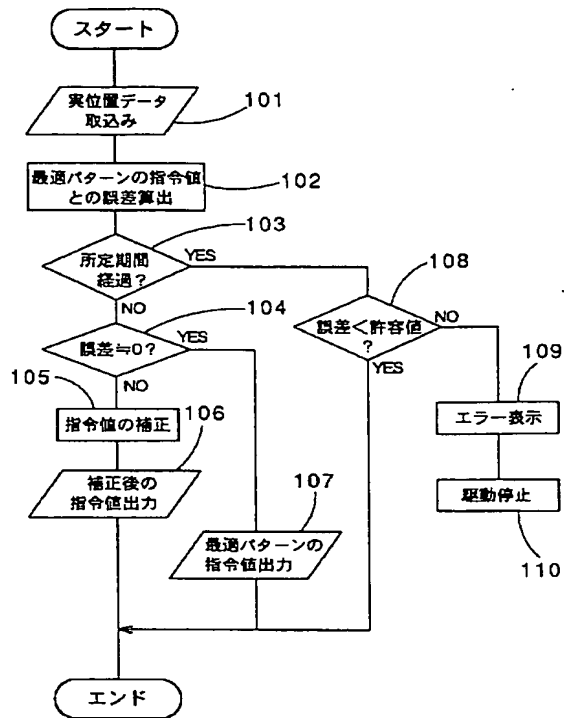 スタート
実位置データ
取込み
101
最適パターンの指令値
との誤差算出
102
所定期間
経過?
103
YES
NO
誤差≒0?
104
YES
NO
105
指令値の補正
106
補正後の
指令値出力
107
最適パターンの
指令値出力
108
誤差<許容値
?
NO
YES
109
エラー表示
駆動停止
110
エンド